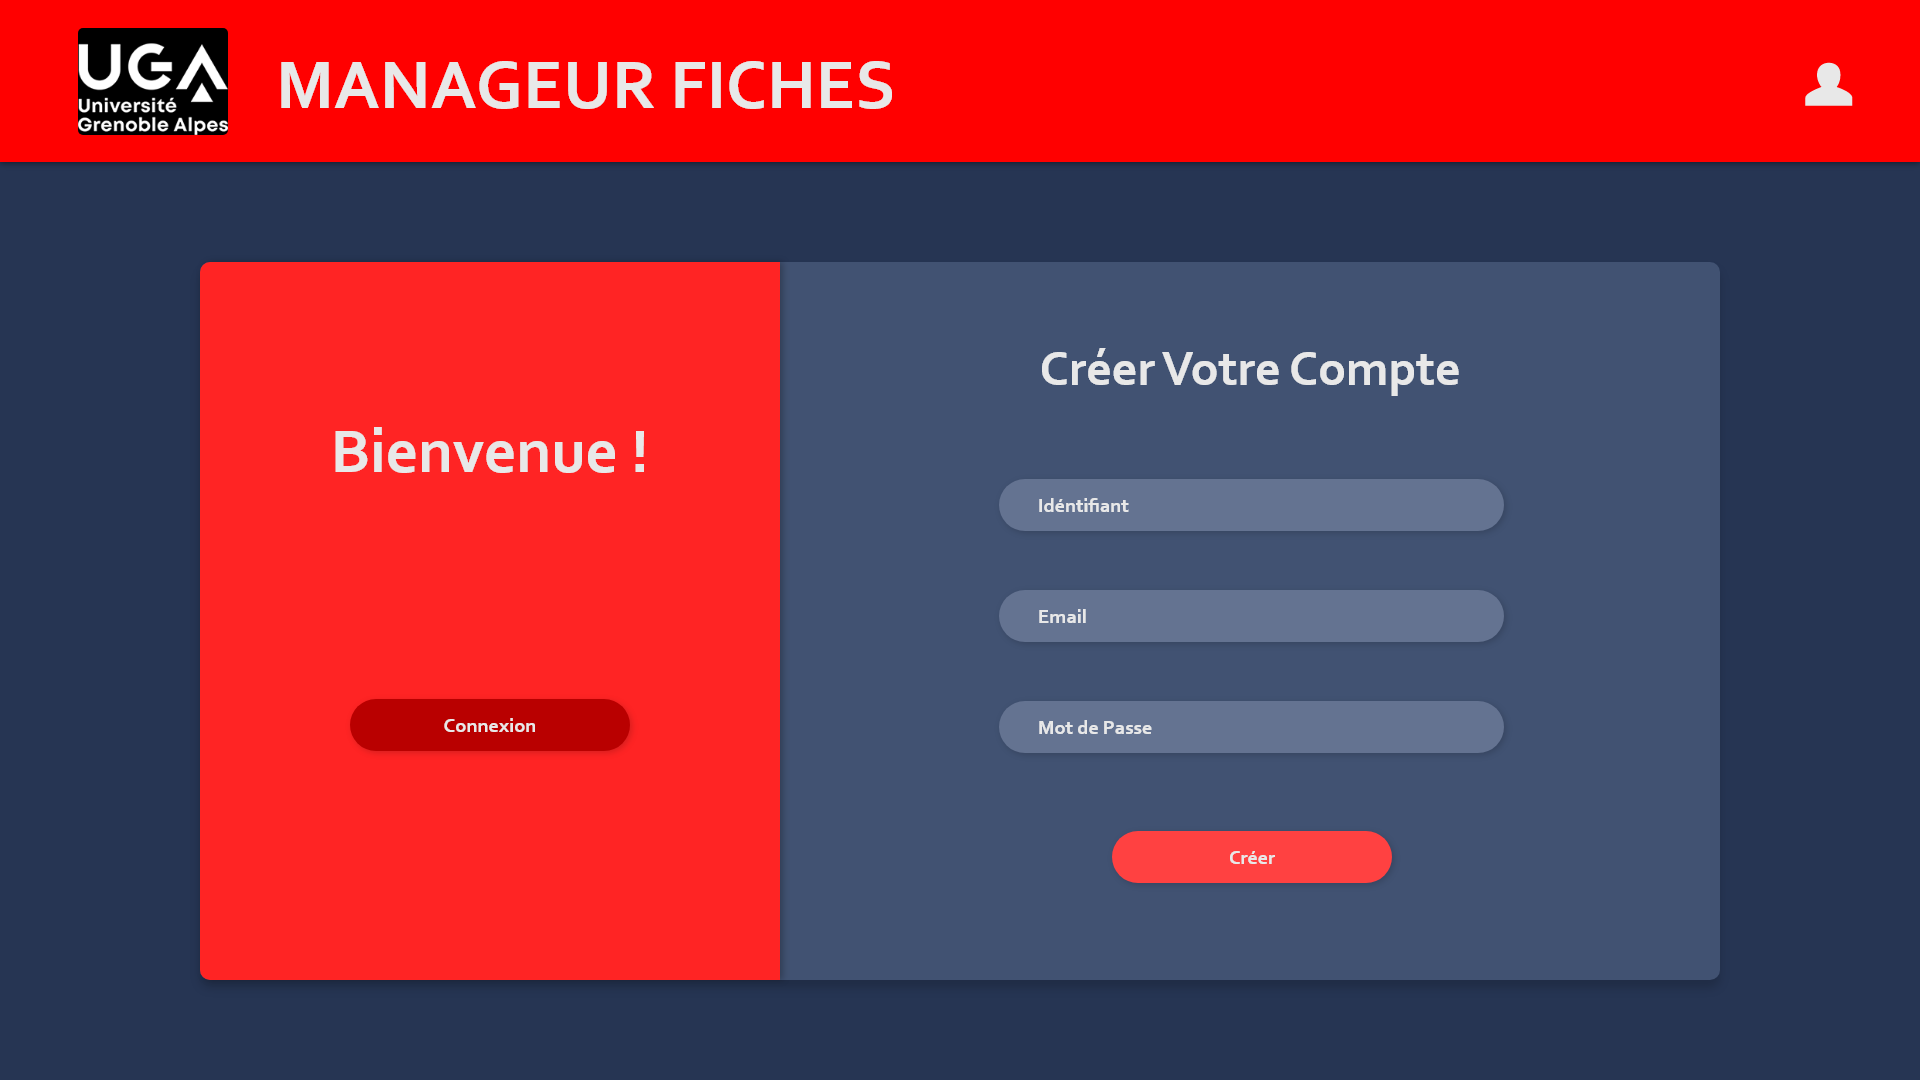 UGA
Université
Grenoble Alpes
MANAGEUR FICHES
Bienvenue !
Connexion
Créer Votre Compte
Idéntifiant
Email
Mot de Passe
Créer